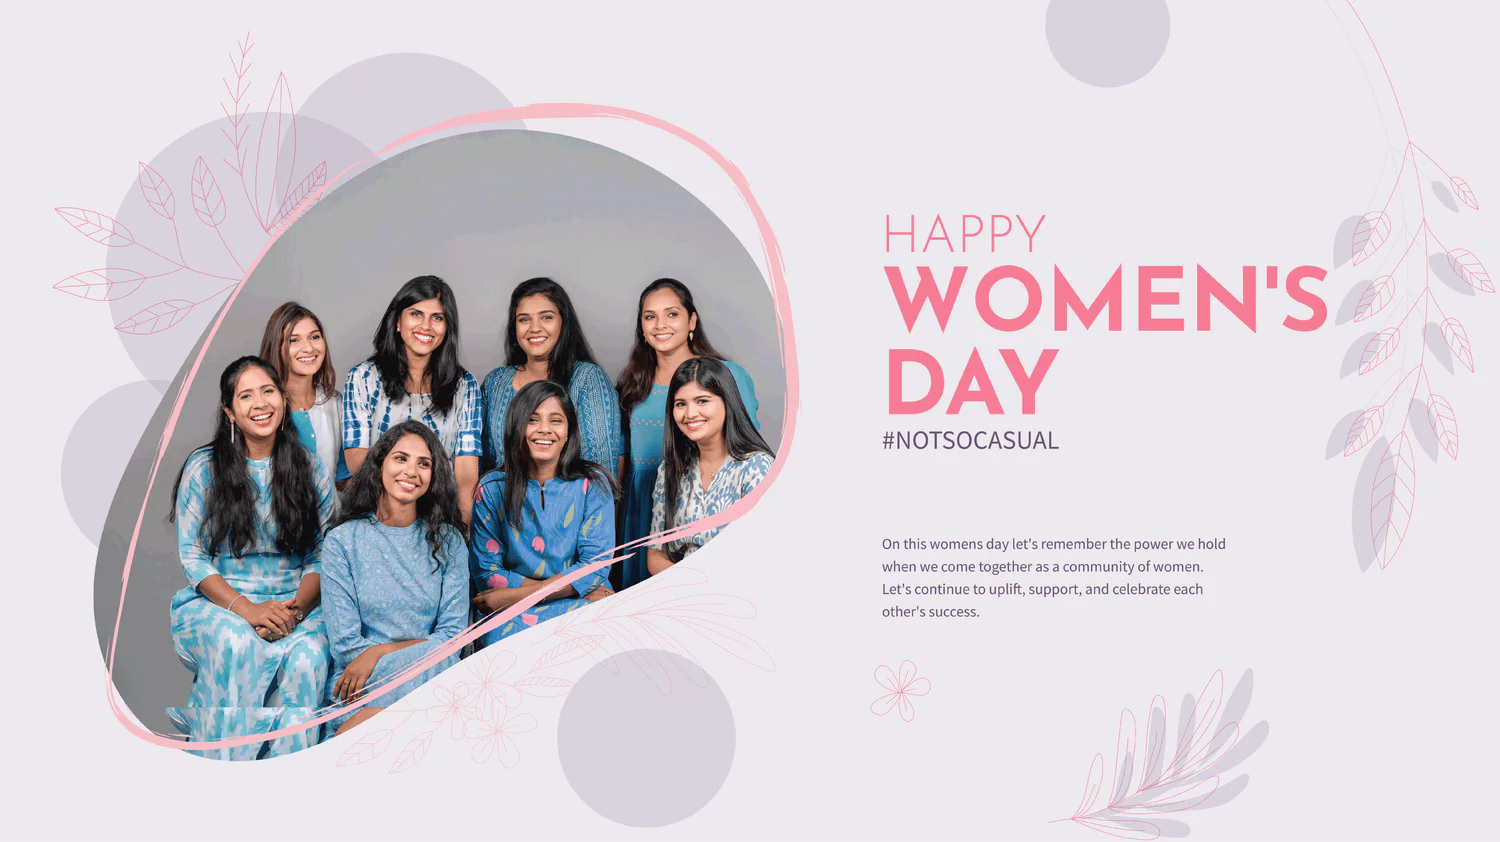 HAPPY
WOMEN'S
DAY
#NOTSOCASUAL
On this womens day let's remember the power we hold
when we come together as a community of women.
Let's continue to uplift, support, and celebrate each
other's success.